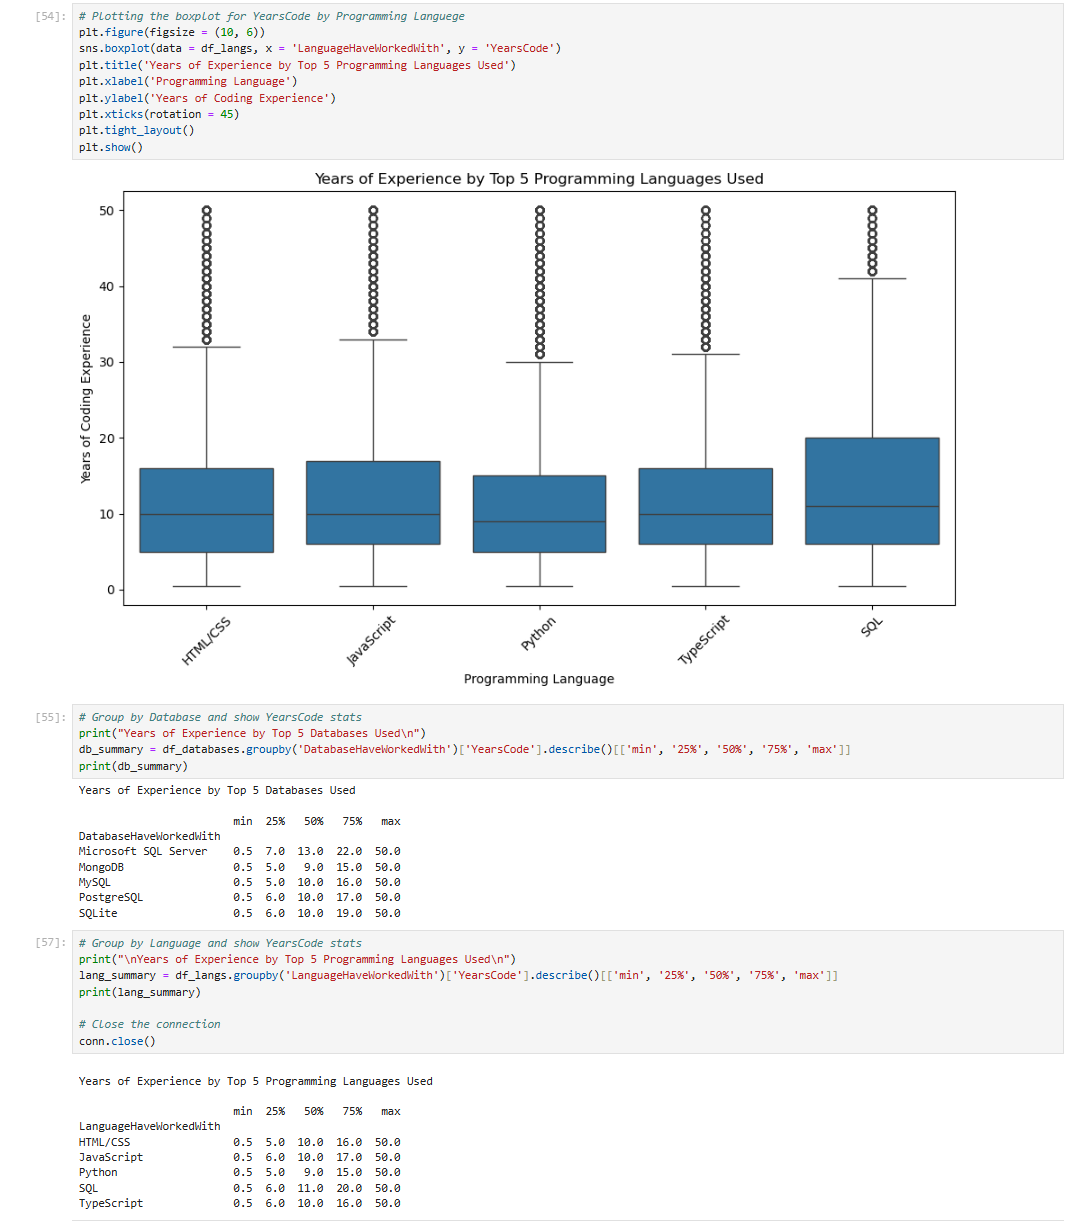 [54]:
# Plotting the boxplot for YearsCode by Programming Languege
plt.figure(figsize = (10, 6))
sns.boxplot(data = df_langs, x = 'LanguageHaveWorkedWith', y = 'YearsCode')
plt.title('Years of Experience by Top 5 Programming Languages Used')
plt.xlabel('Programming Language')
plt.ylabel('Years of Coding Experience')
plt.xticks(rotation = 45)
plt.tight_layout()
plt.show()
Years of Experience by Top 5 Programming Languages Used
Years of Coding Experience
50
40
30
20
10
0
HTML/CSS
JavaScript
Python
TypeScript
SQL
Programming Language
[55]:
# Group by Database and show YearsCode stats
print("Years of Experience by Top 5 Databases Used\n")
db_summary = df_databases.groupby('DatabaseHaveWorkedWith')['YearsCode'].describe()[['min', '25%', '50%', '75%', 'max']]
print(db_summary)
Years of Experience by Top 5 Databases Used
min 25% 50% 75% max
DatabaseHaveWorkedWith
Microsoft SQL Server 0.5 7.0 13.0 22.0 50.0
MongoDB 0.5 5.0 9.0 15.0 50.0
MySQL 0.5 5.0 10.0 16.0 50.0
PostgreSQL 0.5 6.0 10.0 17.0 50.0
SQLite 0.5 6.0 10.0 19.0 50.0
[57]:
# Group by Language and show YearsCode stats
print("\nYears of Experience by Top 5 Programming Languages Used\n")
lang_summary = df_langs.groupby('LanguageHaveWorkedWith')['YearsCode'].describe()[['min', '25%', '50%', '75%', 'max']]
print(lang_summary)
# Close the connection
conn.close()
Years of Experience by Top 5 Programming Languages Used
min 25% 50% 75% max
LanguageHaveWorkedWith
HTML/CSS 0.5 5.0 10.0 16.0 50.0
JavaScript 0.5 6.0 10.0 17.0 50.0
Python 0.5 5.0 9.0 15.0 50.0
SQL 0.5 6.0 11.0 20.0 50.0
TypeScript 0.5 6.0 10.0 16.0 50.0